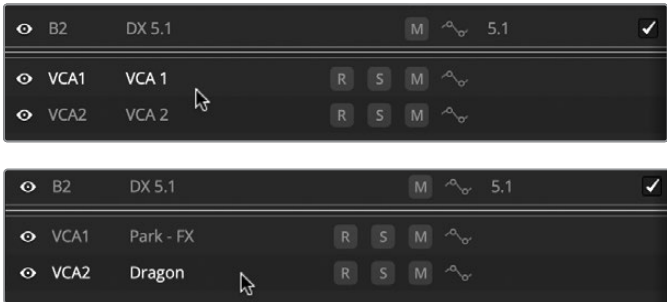 B2 DX 5.1 M 5.1
VCA1 VCA 1 R S M
VCA2 VCA 2 R S M
B2 DX 5.1 M 5.1
VCA1 Park - FX R S M
VCA2 Dragon R S M